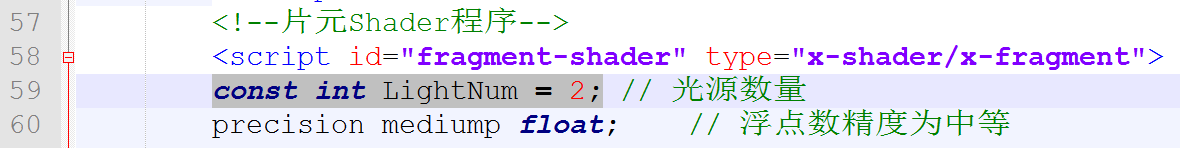 57 <!--片元Shader程序-->
58 <script id="fragment-shader" type="x-shader/x-fragment">
59 const int LightNum = 2; // 光源数量
60 precision mediump float; // 浮点数精度为中等